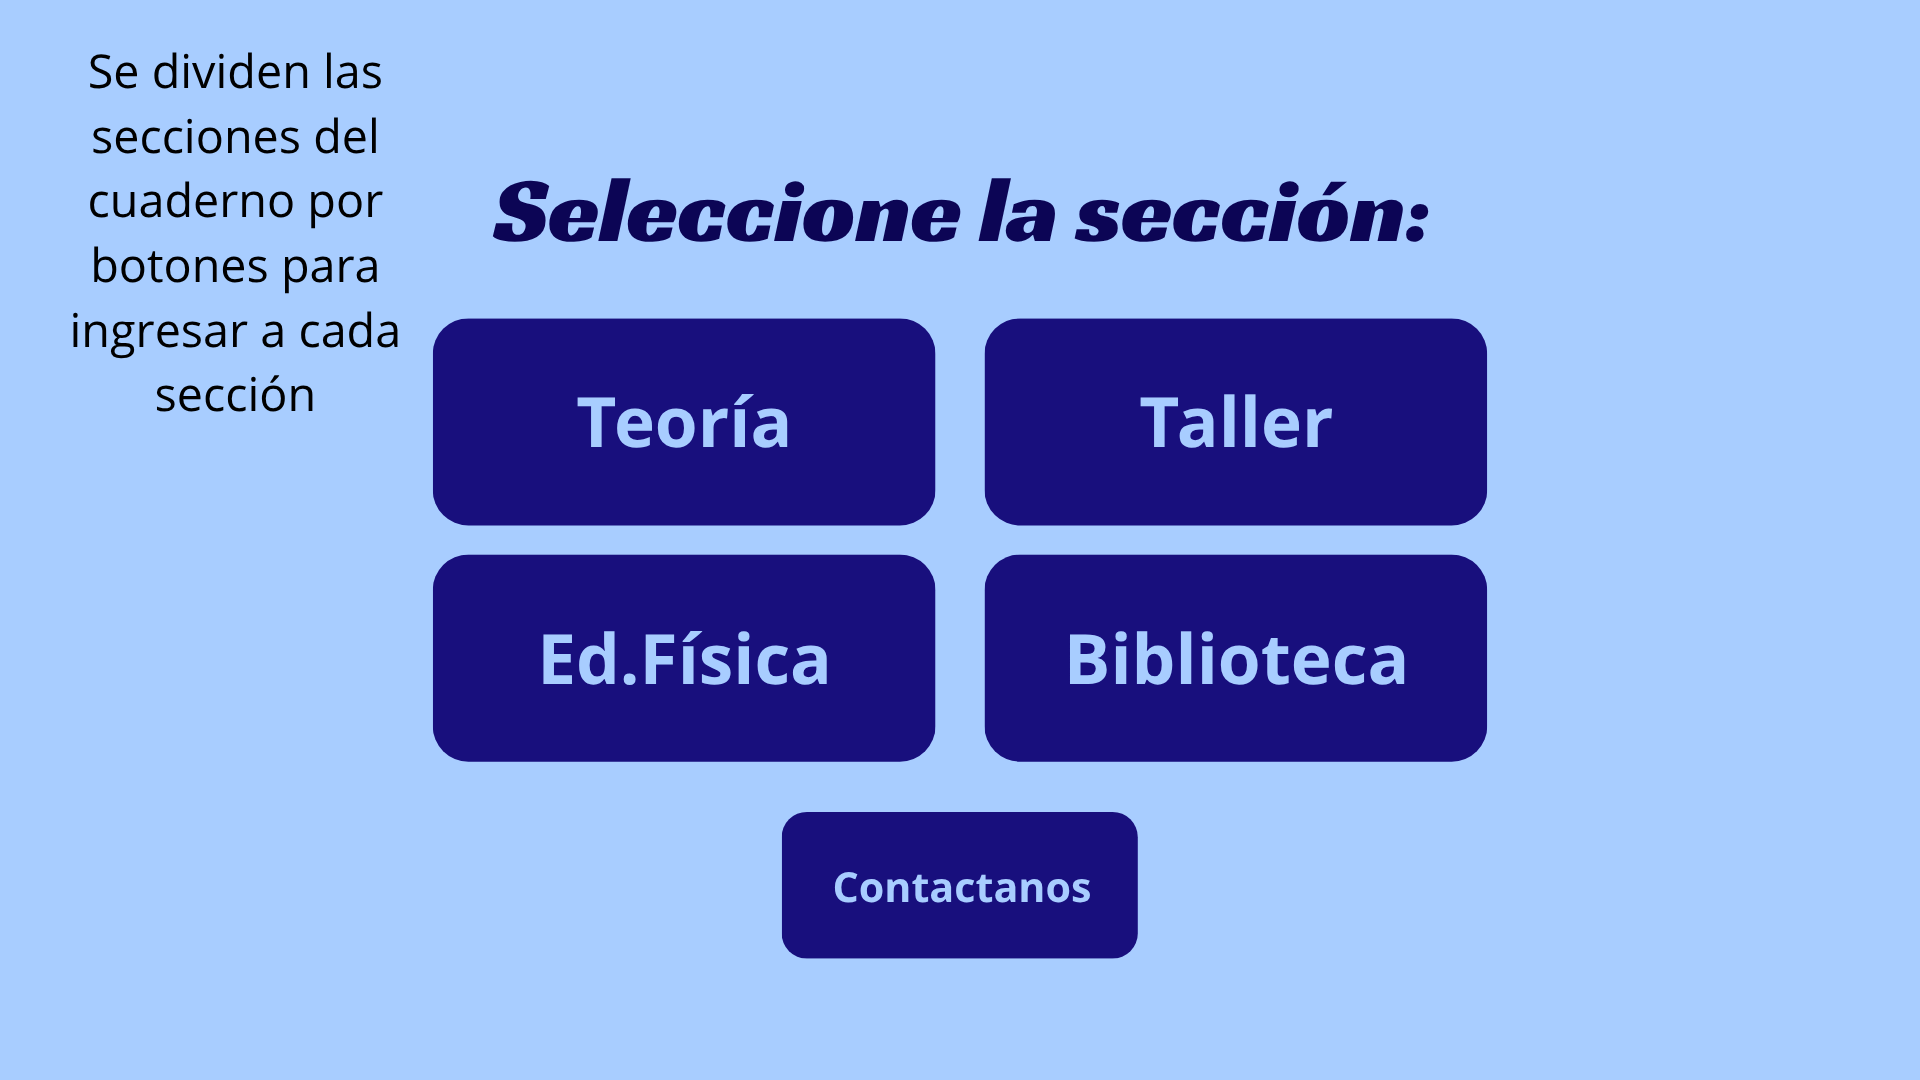 Se dividen las
secciones del
cuaderno por
botones para
ingresar a cada
sección
Seleccione la sección:
Teoría
Taller
Ed.Física
Biblioteca
Contactanos